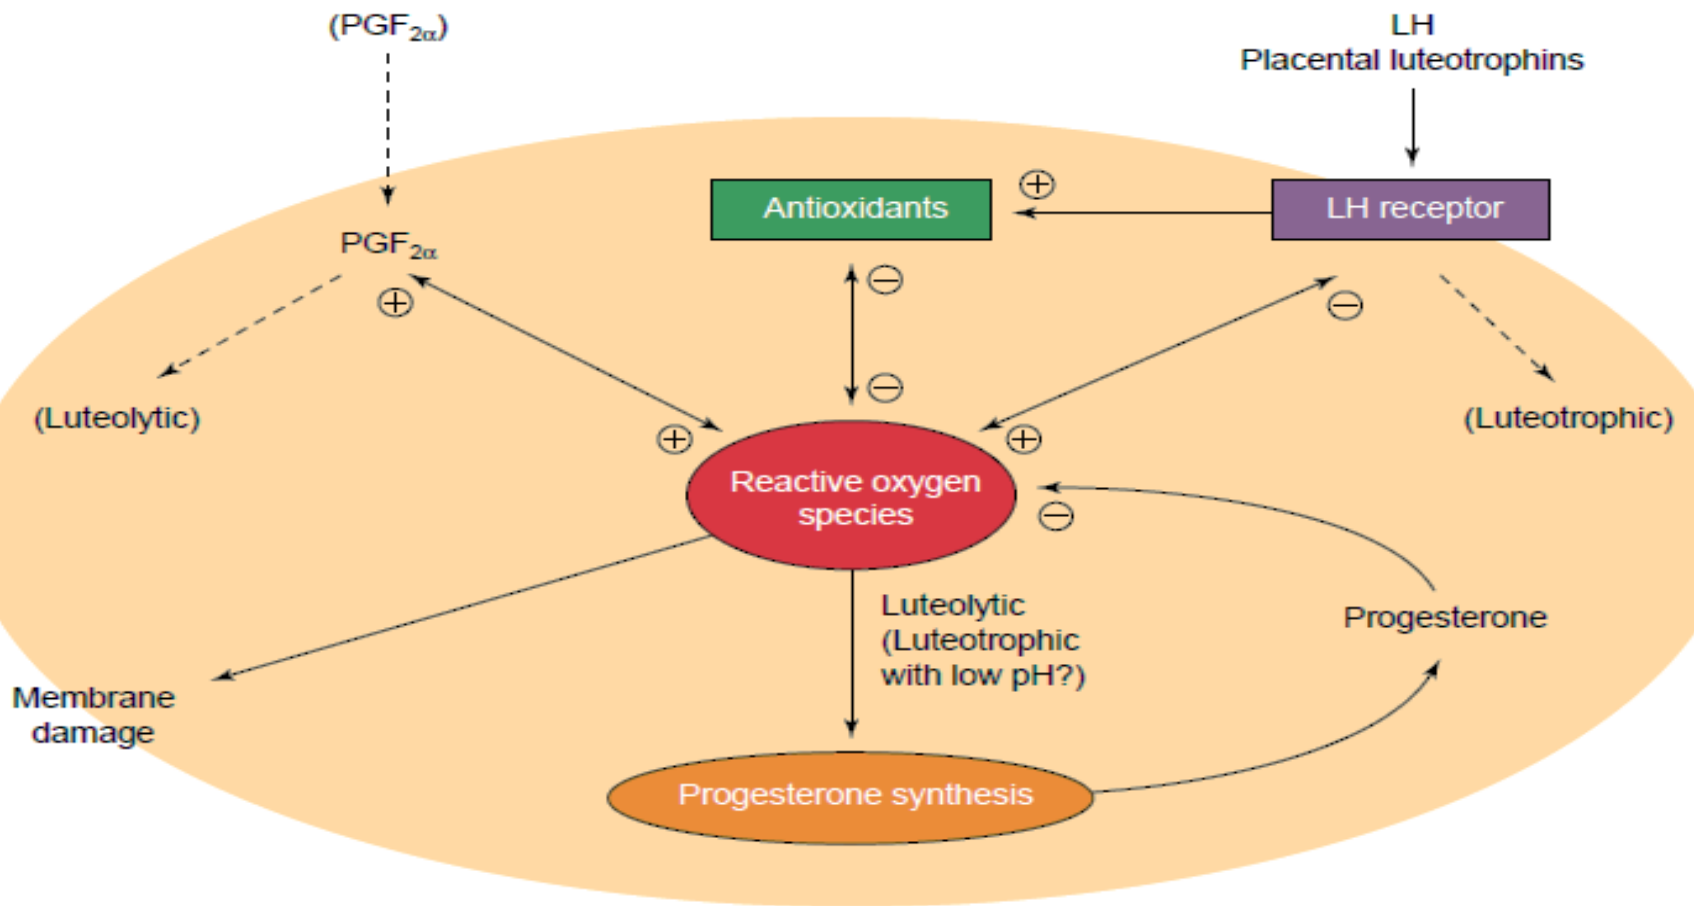 (PGF2α)
LH
Placental luteotrophins
Antioxidants
+
LH receptor
PGF2α
+
−
−
−
(Luteolytic)
+
+
(Luteotrophic)
Reactive oxygen
species
−
Luteolytic
(Luteotrophic
with low pH?)
Progesterone
Membrane
damage
Progesterone synthesis